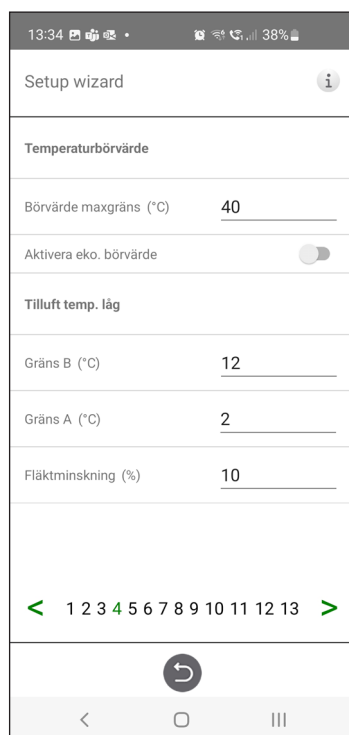 13:34 38%
Setup wizard i
Temperaturbörvärde
Börvärde maxgräns (°C) 40
Aktivera eko. börvärde
Tilluft temp. låg
Gräns B (°C) 12
Gräns A (°C) 2
Fläktminskning (%) 10
< 1 2 3 4 5 6 7 8 9 10 11 12 13 >